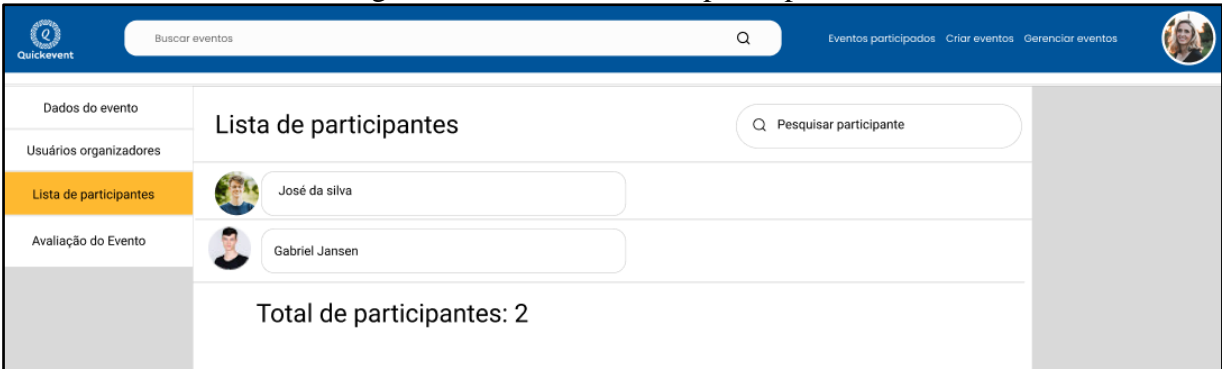 Quickevent
Buscar eventos
Eventos participados Criar eventos Gerenciar eventos
Dados do evento
Usuários organizadores
Lista de participantes
Avaliação do Evento
Lista de participantes
Pesquisar participante
José da silva
Gabriel Jansen
Total de participantes: 2